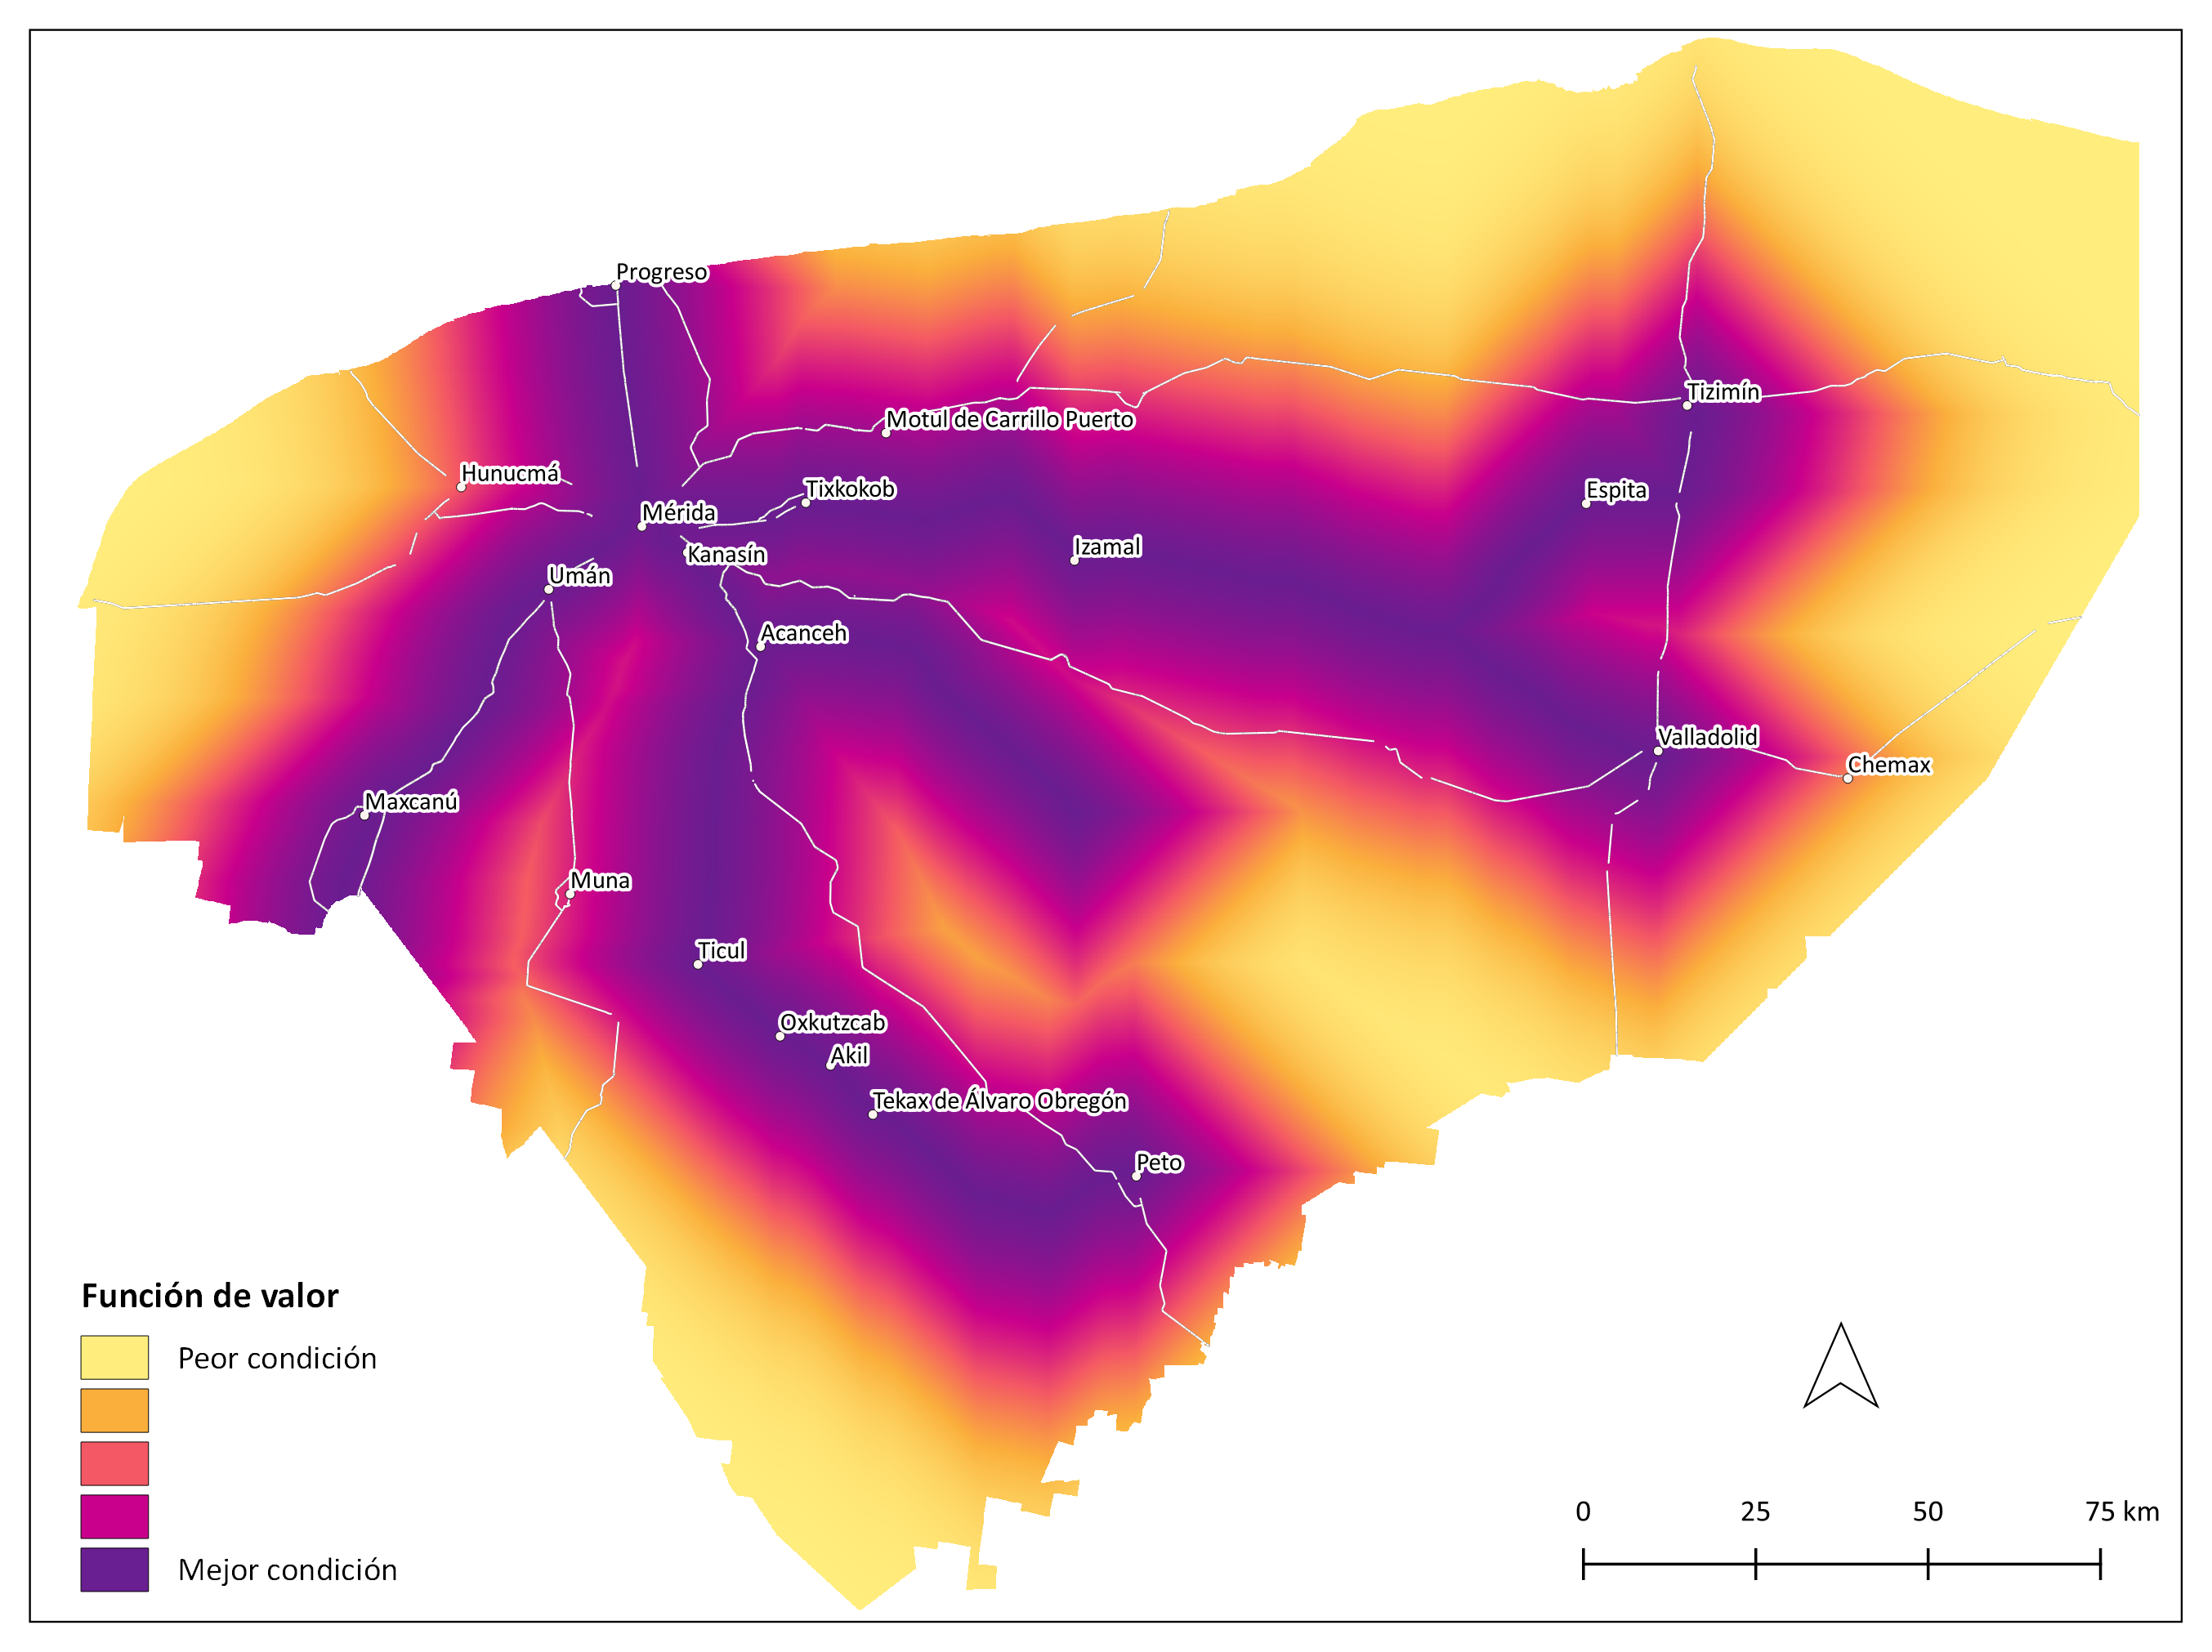 Progreso
Tizimín
Motul de Carrillo Puerto
Hunucmá
Tixkokob
Espita
Mérida
Izamal
Kanasín
Umán
Acanceh
Valladolid
Chemax
Maxcanú
Muna
Ticul
Oxkutzcab
Akil
Tekax de Álvaro Obregón
Peto
Función de valor
Peor condición
Mejor condición
0 25 50 75 km